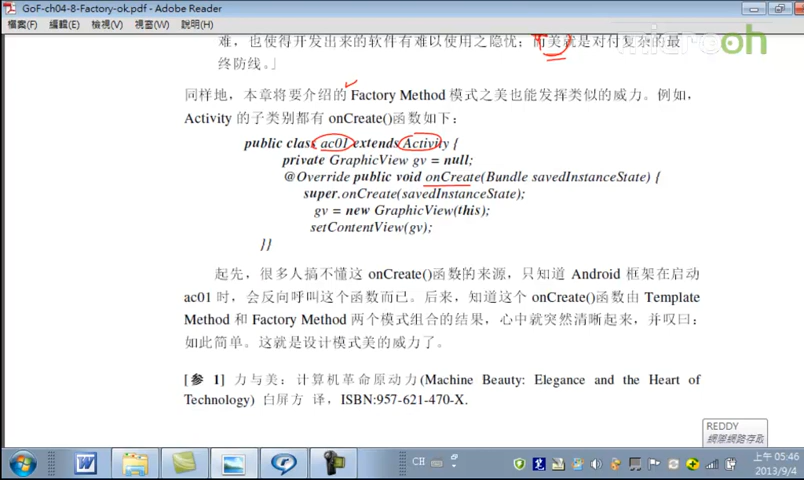 GoF-ch04-8-Factory-ok.pdf - Adobe Reader
檔案(F) 編輯(E) 檢視(V) 視窗(W) 說明(H)
microoh
难，也使得开发出来的软件有难以使用之隐忧；而美就是对付复杂的最
终防线。」
同样地，本章将要介绍的 Factory Method 模式之美也能发挥类似的威力。例如，
Activity 的子类别都有 onCreate()函数如下：
public class ac01 extends Activity {
private GraphicView gv = null;
@Override public void onCreate(Bundle savedInstanceState) {
super.onCreate(savedInstanceState);
gv = new GraphicView(this);
setContentView(gv);
}}
起先，很多人搞不懂这 onCreate()函数的来源，只知道 Android 框架在启动
ac01 时，会反向呼叫这个函数而已。后来，知道这个 onCreate()函数由 Template
Method 和 Factory Method 两个模式组合的结果，心中就突然清晰起来，并叹曰：
如此简单。这就是设计模式美的威力了。
[参 1] 力与美：计算机革命原动力(Machine Beauty: Elegance and the Heart of
Technology) 白屏方 译，ISBN:957-621-470-X.
REDDY
網際網路存取
CH
上午 05:46
2013/9/4